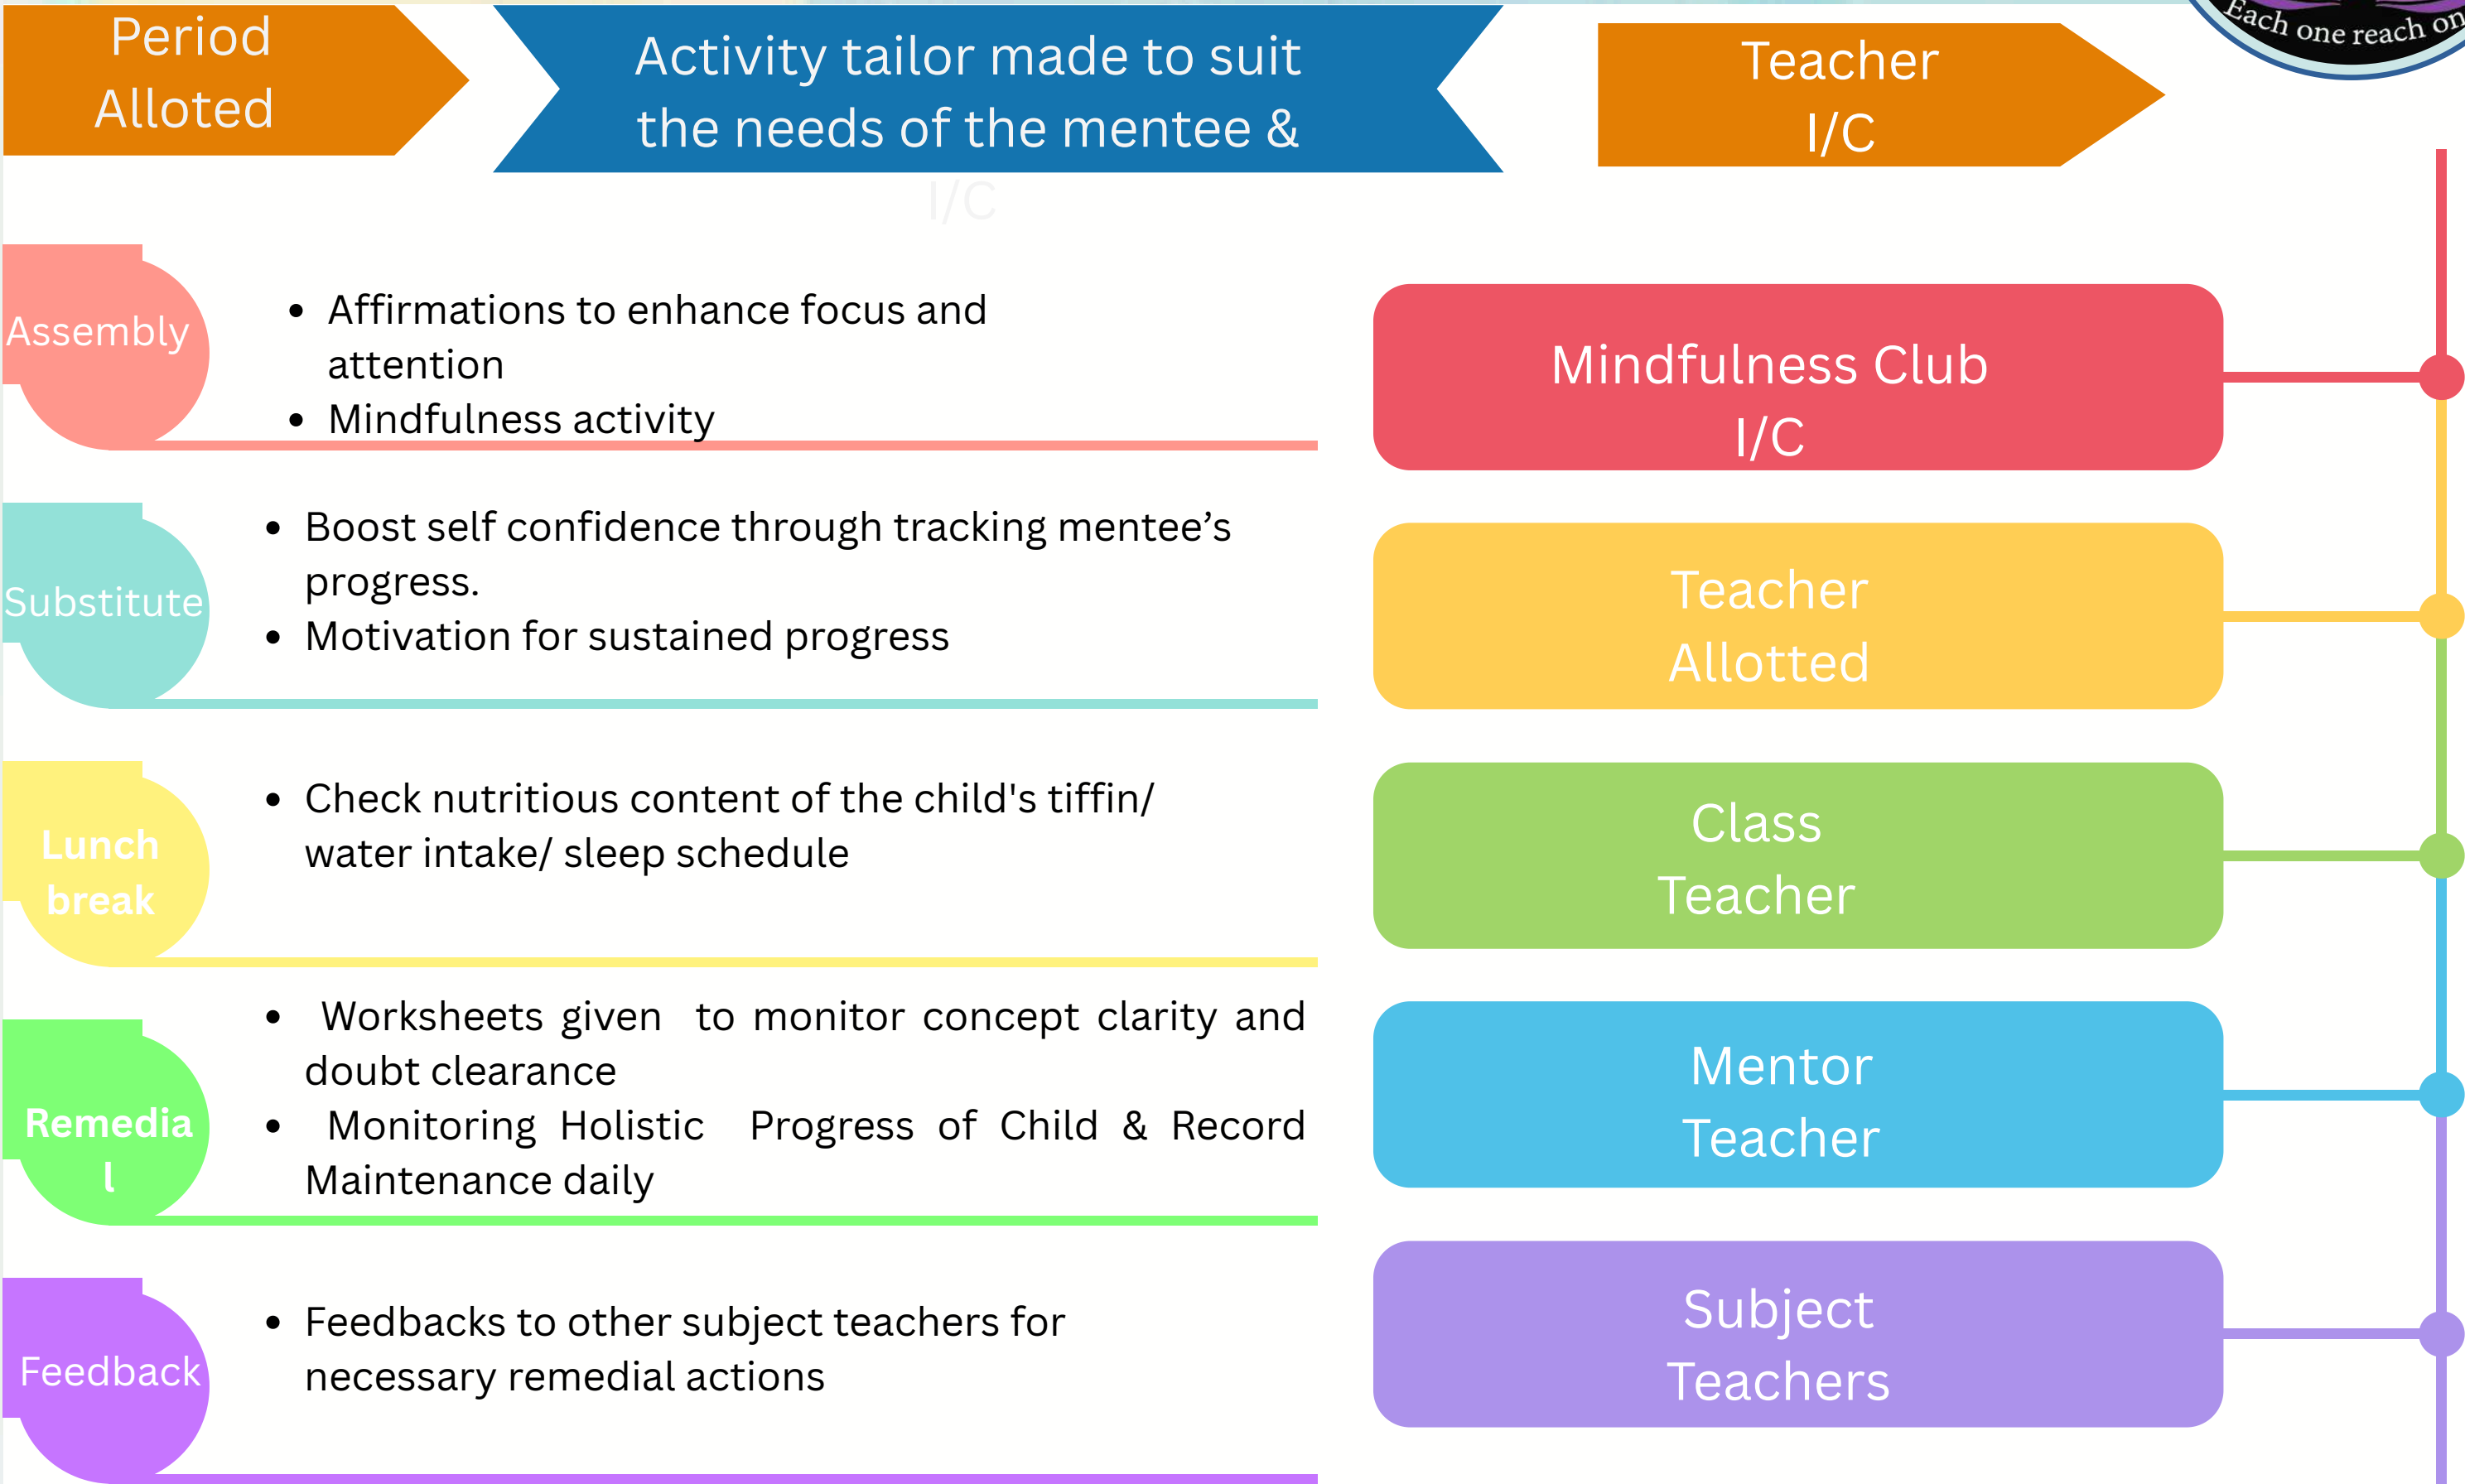 Period
Alloted
Activity tailor made to suit
the needs of the mentee &
I/C
Teacher
I/C
Each one reach on
Assembly
• Affirmations to enhance focus and
attention
• Mindfulness activity
Mindfulness Club
I/C
Substitute
• Boost self confidence through tracking mentee’s
progress.
• Motivation for sustained progress
Teacher
Allotted
Lunch
break
• Check nutritious content of the child's tiffin/
water intake/ sleep schedule
Class
Teacher
Remedia
l
• Worksheets given to monitor concept clarity and
doubt clearance
• Monitoring Holistic Progress of Child & Record
Maintenance daily
Mentor
Teacher
Feedback
• Feedbacks to other subject teachers for
necessary remedial actions
Subject
Teachers